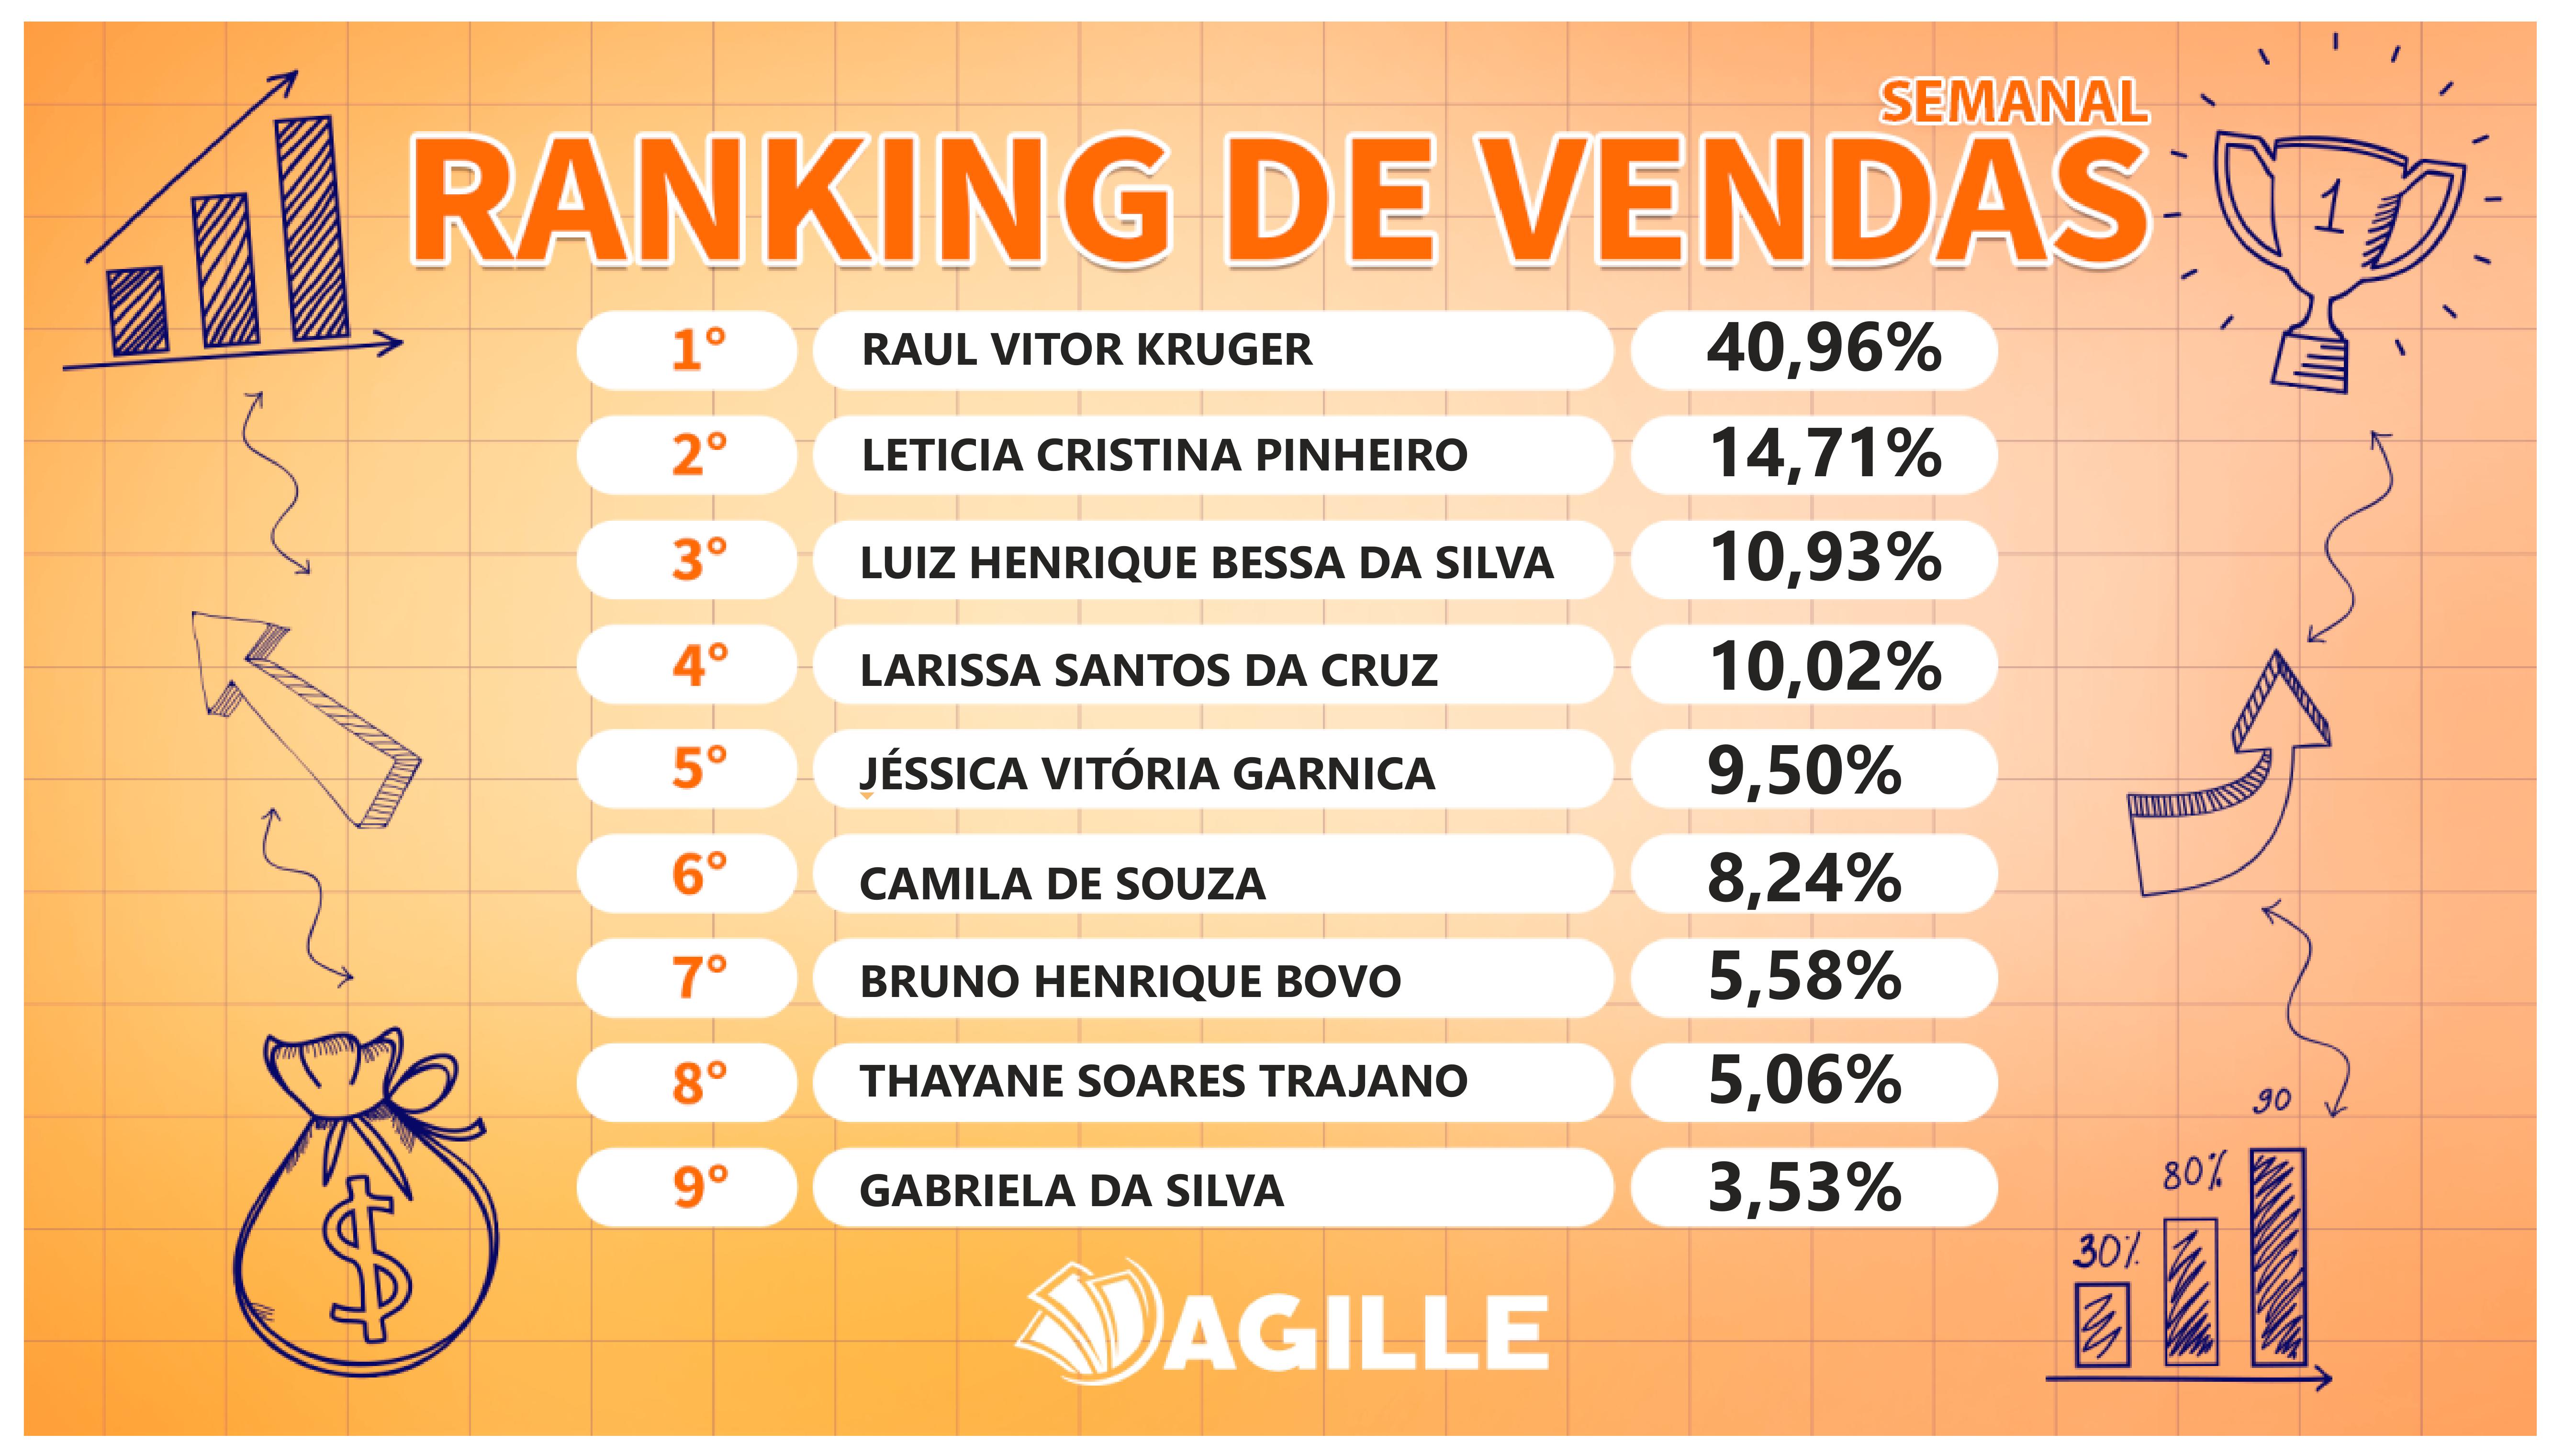 SEMANAL
RANKING DE VENDAS
1
1° RAUL VITOR KRUGER 40,96%
2° LETICIA CRISTINA PINHEIRO 14,71%
3° LUIZ HENRIQUE BESSA DA SILVA 10,93%
4° LARISSA SANTOS DA CRUZ 10,02%
5° JÉSSICA VITÓRIA GARNICA 9,50%
6° CAMILA DE SOUZA 8,24%
7° BRUNO HENRIQUE BOVO 5,58%
8° THAYANE SOARES TRAJANO 5,06%
9° GABRIELA DA SILVA 3,53%
$
90
80%
30%
AGILLE